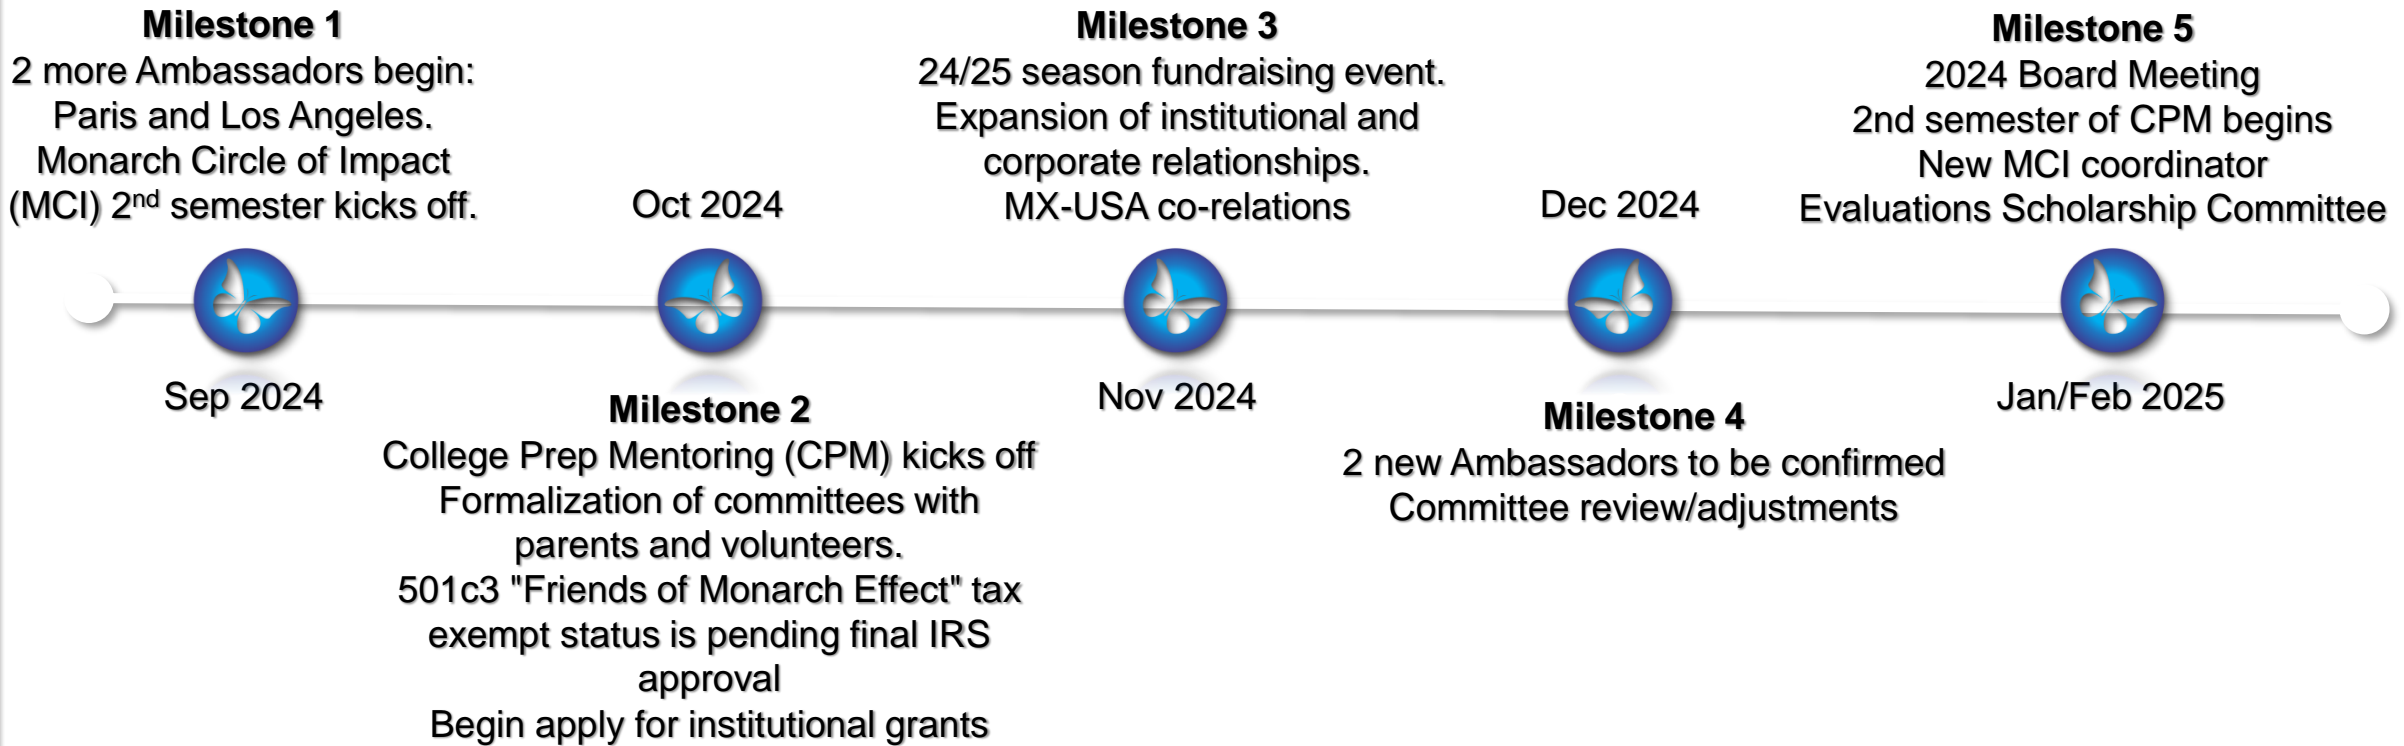 Milestone 1
2 more Ambassadors begin:
Paris and Los Angeles.
Monarch Circle of Impact
(MCI) 2nd semester kicks off.
Sep 2024
Oct 2024
Milestone 2
College Prep Mentoring (CPM) kicks off
Formalization of committees with
parents and volunteers.
501c3 "Friends of Monarch Effect" tax
exempt status is pending final IRS
approval
Begin apply for institutional grants
Milestone 3
24/25 season fundraising event.
Expansion of institutional and
corporate relationships.
MX-USA co-relations
Nov 2024
Dec 2024
Milestone 4
2 new Ambassadors to be confirmed
Committee review/adjustments
Milestone 5
2024 Board Meeting
2nd semester of CPM begins
New MCI coordinator
Evaluations Scholarship Committee
Jan/Feb 2025